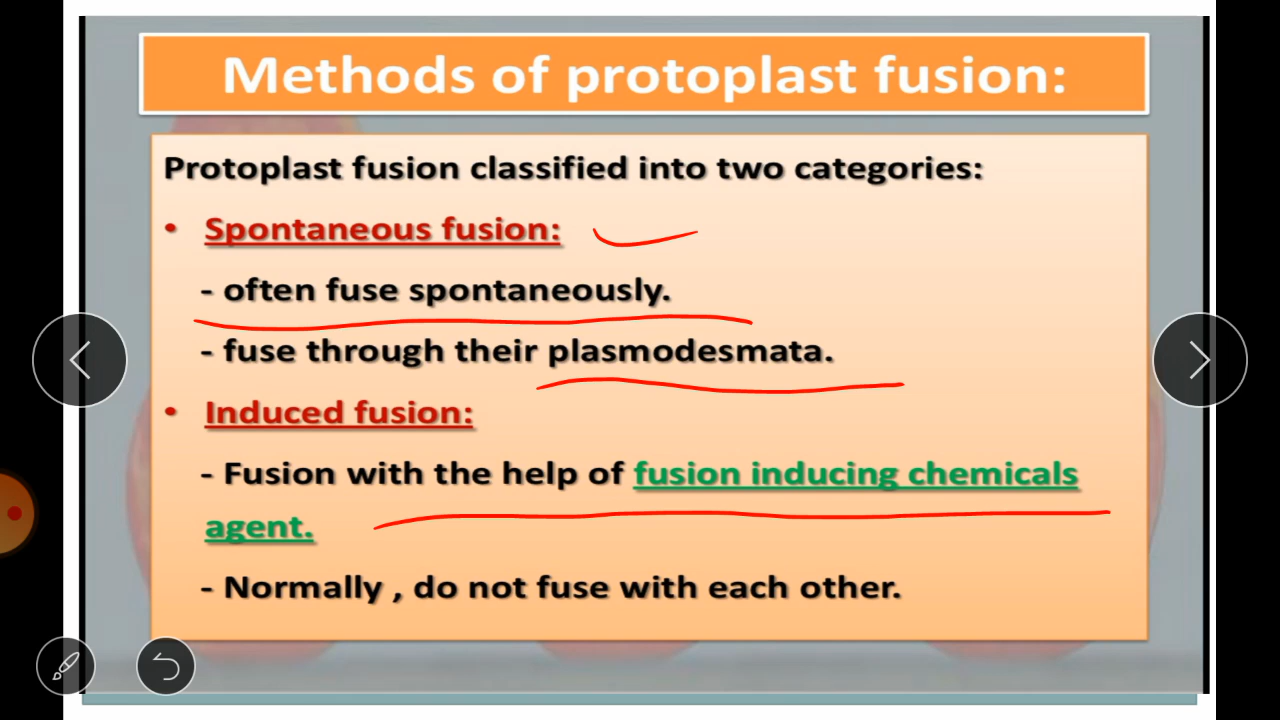 Methods of protoplast fusion:
Protoplast fusion classified into two categories:
• Spontaneous fusion:
- often fuse spontaneously.
- fuse through their plasmodesmata.
• Induced fusion:
- Fusion with the help of fusion inducing chemicals
agent.
- Normally , do not fuse with each other.